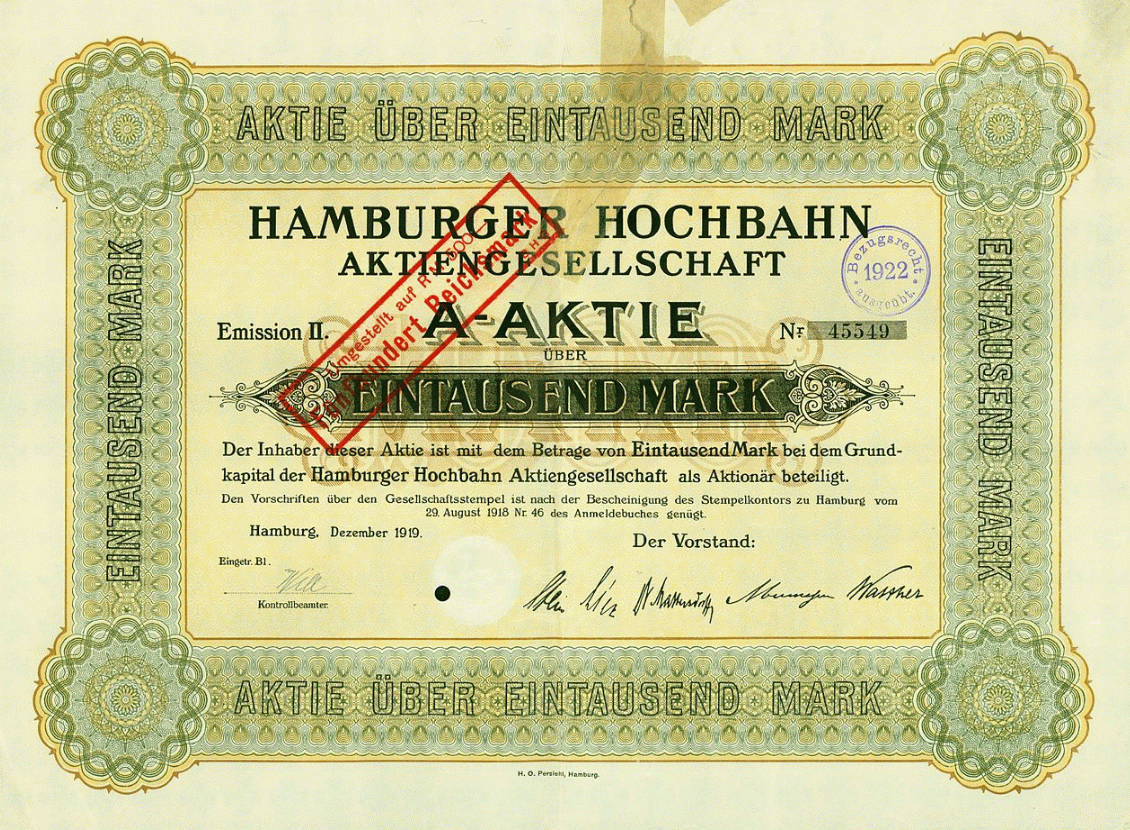 AKTIE ÜBER EINTAUSEND MARK
EINTAUSEND MARK
EINTAUSEND MARK
HAMBURGER HOCHBAHN
AKTIENGESELLSCHAFT
Bezugsrecht
1922
ausgeübt.
Umgestellt auf RM 500—
Fünfhundert Reichsmark
Emission II.
A-AKTIE
Nr 45549
ÜBER
EINTAUSEND MARK
Der Inhaber dieser Aktie ist mit dem Betrage von Eintausend Mark bei dem Grund-
kapital der Hamburger Hochbahn Aktiengesellschaft als Aktionär beteiligt.
Den Vorschriften über den Gesellschaftsstempel ist nach der Bescheinigung des Stempelkontors zu Hamburg vom
29. August 1918 Nr. 46 des Anmeldebuches genügt.
Hamburg, Dezember 1919.
Der Vorstand:
Eingetr. Bl.
Kontrollbeamter.
AKTIE ÜBER EINTAUSEND MARK
H. O. Persiehl, Hamburg.